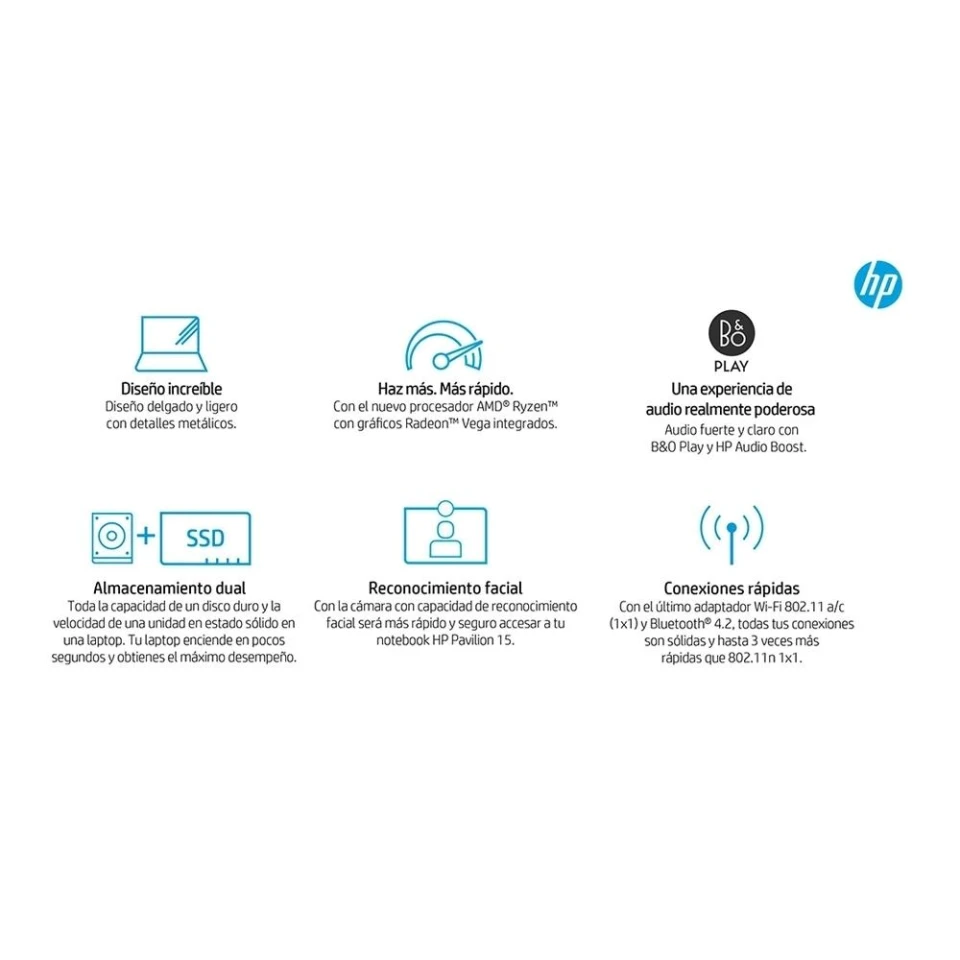 hp
B&O
PLAY
Diseño increíble
Diseño delgado y ligero
con detalles metálicos.
Haz más. Más rápido.
Con el nuevo procesador AMD® Ryzen™
con gráficos Radeon™ Vega integrados.
Una experiencia de
audio realmente poderosa
Audio fuerte y claro con
B&O Play y HP Audio Boost.
SSD
Almacenamiento dual
Toda la capacidad de un disco duro y la
velocidad de una unidad en estado sólido en
una laptop. Tu laptop enciende en pocos
segundos y obtienes el máximo desempeño.
Reconocimiento facial
Con la cámara con capacidad de reconocimiento
facial será más rápido y seguro accesar a tu
notebook HP Pavilion 15.
Conexiones rápidas
Con el último adaptador Wi-Fi 802.11 a/c
(1x1) y Bluetooth® 4.2, todas tus conexiones
son sólidas y hasta 3 veces más
rápidas que 802.11n 1x1.